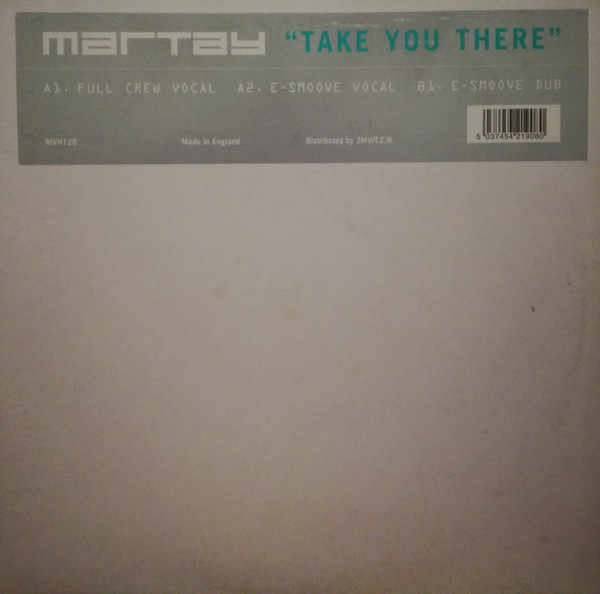 martay "TAKE YOU THERE"
A1. FULL CREW VOCAL A2. E-SMOOVE VOCAL B1. E-SMOOVE DUB
RIVH12B Made in England Distributed by 3MV/T.E.N.
5 037454 219080